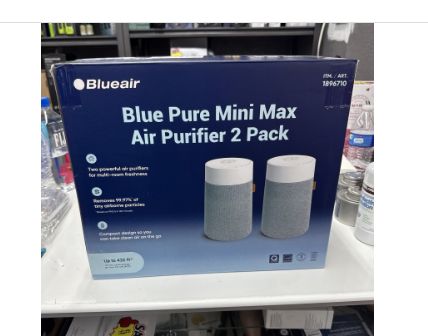 Blueair
ITM. / ART.
1896710
Blue Pure Mini Max
Air Purifier 2 Pack
Two powerful air purifiers
for multi-room freshness
Removes 99.97% of
tiny airborne particles
Compact design so you
can take clean air on the go